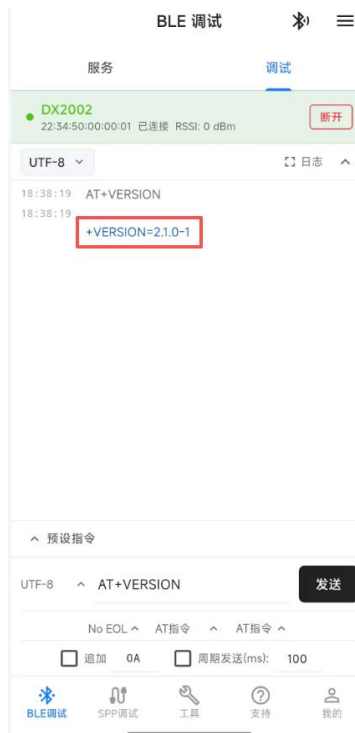 BLE 调试
服务 调试
DX2002
22:34:50:00:00:01 已连接 RSSI: 0 dBm
断开
UTF-8 日志
18:38:19 AT+VERSION
18:38:19
+VERSION=2.1.0-1
预设指令
UTF-8 AT+VERSION 发送
No EOL AT指令 AT指令
追加 0A 周期发送(ms): 100
BLE调试 SPP调试 工具 支持 我的